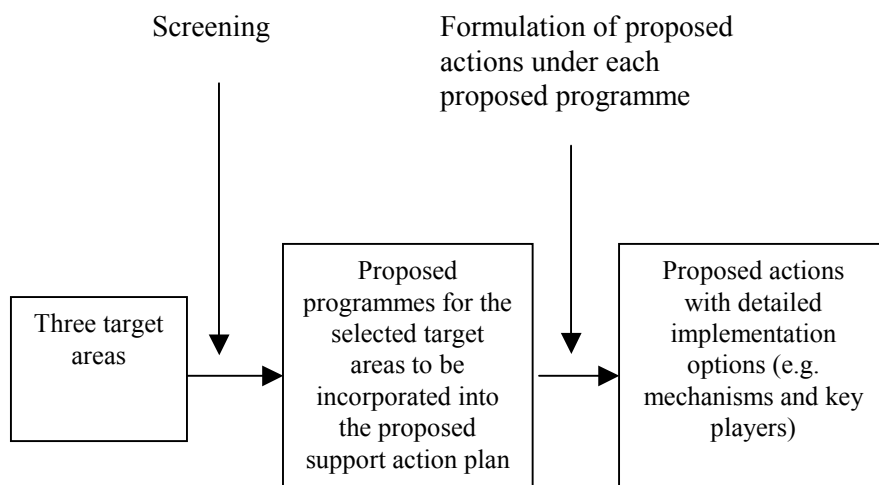 Screening
Formulation of proposed
actions under each
proposed programme
Three target
areas
Proposed
programmes for the
selected target
areas to be
incorporated into
the proposed
support action plan
Proposed actions
with detailed
implementation
options (e.g.
mechanisms and key
players)